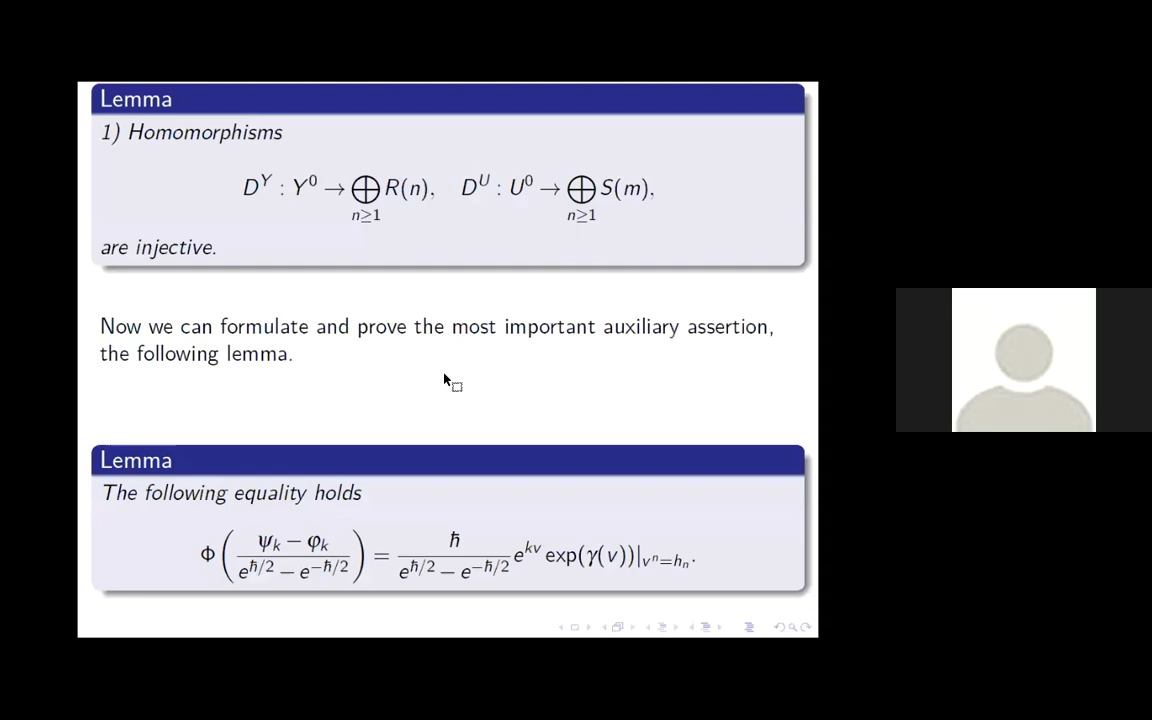 Lemma
1) Homomorphisms
D^Y : Y^0 → ⊕_{n≥1} R(n),   D^U : U^0 → ⊕_{n≥1} S(m),
are injective.
Now we can formulate and prove the most important auxiliary assertion,
the following lemma.
Lemma
The following equality holds
Φ( (ψ_k − φ_k) / (e^{ℏ/2} − e^{−ℏ/2}) ) = ℏ / (e^{ℏ/2} − e^{−ℏ/2}) e^{kv} exp(γ(v))|_{v^n=h_n}.